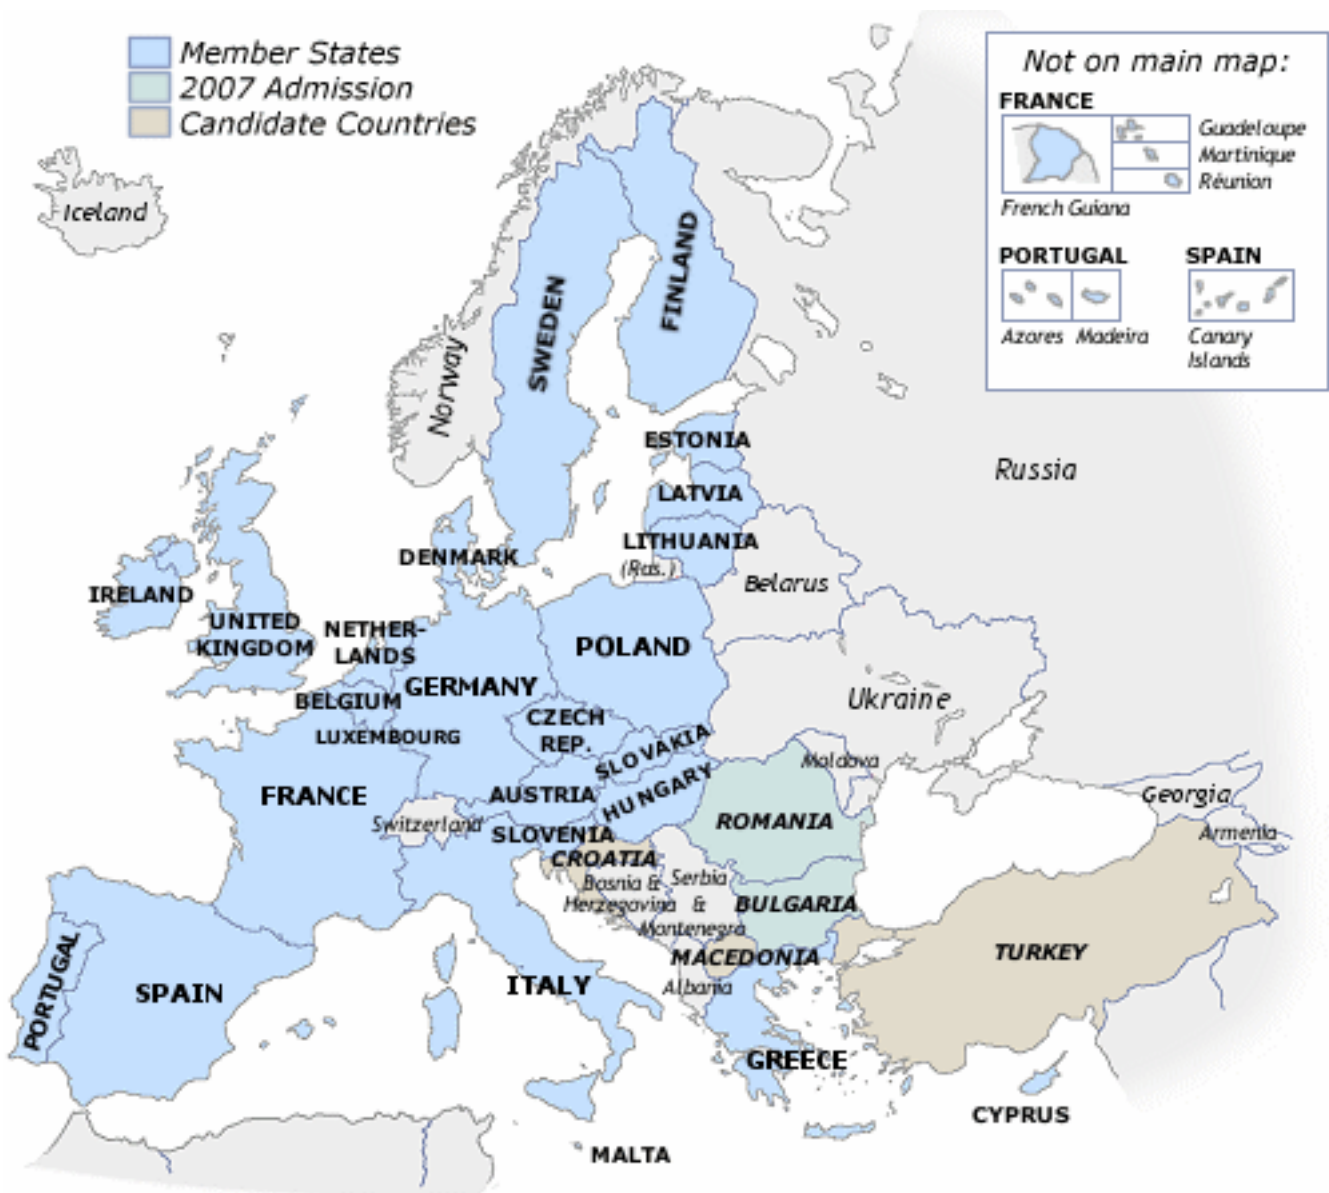 Member States
2007 Admission
Candidate Countries
Not on main map:
FRANCE
Guadeloupe
Martinique
Réunion
French Guiana
PORTUGAL
SPAIN
Azores
Madeira
Canary
Islands
Iceland
FINLAND
SWEDEN
Norway
ESTONIA
Russia
LATVIA
LITHUANIA
(Ras.)
DENMARK
Belarus
IRELAND
UNITED
KINGDOM
NETHER-
LANDS
POLAND
GERMANY
BELGIUM
Ukraine
CZECH
REP.
LUXEMBOURG
SLOVAKIA
Moldova
FRANCE
AUSTRIA
HUNGARY
Georgia
Switzerland
SLOVENIA
ROMANIA
Armenia
CROATIA
Bosnia &
Herzegovina
Serbia
&
Montenegro
BULGARIA
MACEDONIA
TURKEY
Albania
PORTUGAL
SPAIN
ITALY
GREECE
CYPRUS
MALTA